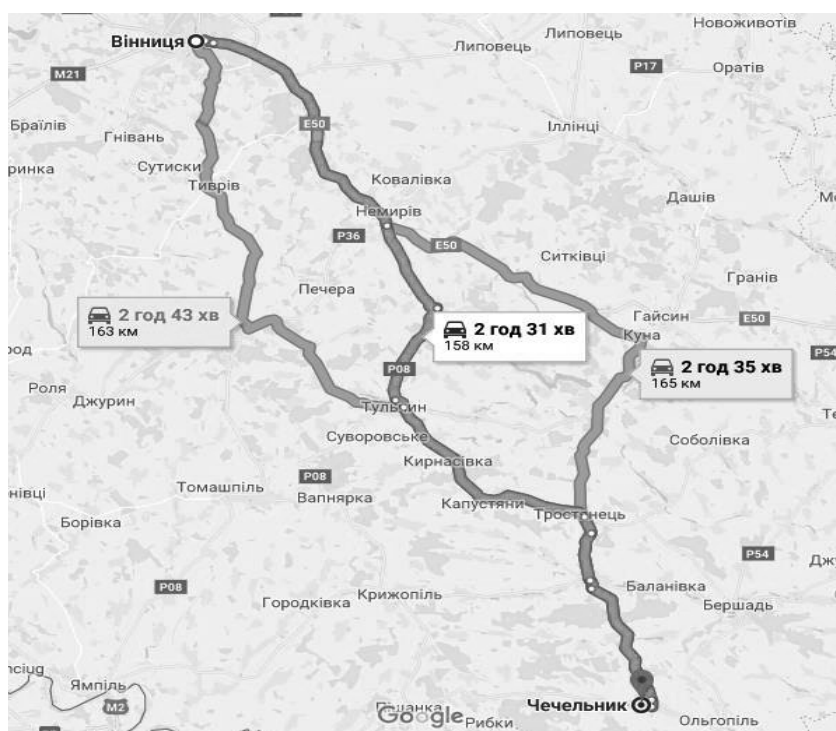 Новоживотів
Вінниця
Липовець
Липовець
M21
P17
Оратів
E50
Браїлів
Гнівань
Іллінці
Сутиски
Ковалівка
Тиврів
Дашів
Немирів
P36
E50
Ситківці
Гранів
Печера
2 год 43 хв
163 км
Гайсин
E50
2 год 31 хв
158 км
Куна
P54
2 год 35 хв
165 км
P08
Роля
Джурин
Тульчин
Суворовське
Соболівка
Кирнасівка
P08
Томашпіль
Вапнярка
Капустяни
Тростянець
Борівка
P54
P08
Баланівка
Крижопіль
Городківка
Бершадь
Ямпіль
M2
Чечельник
Google
Рибки
Ольгопіль